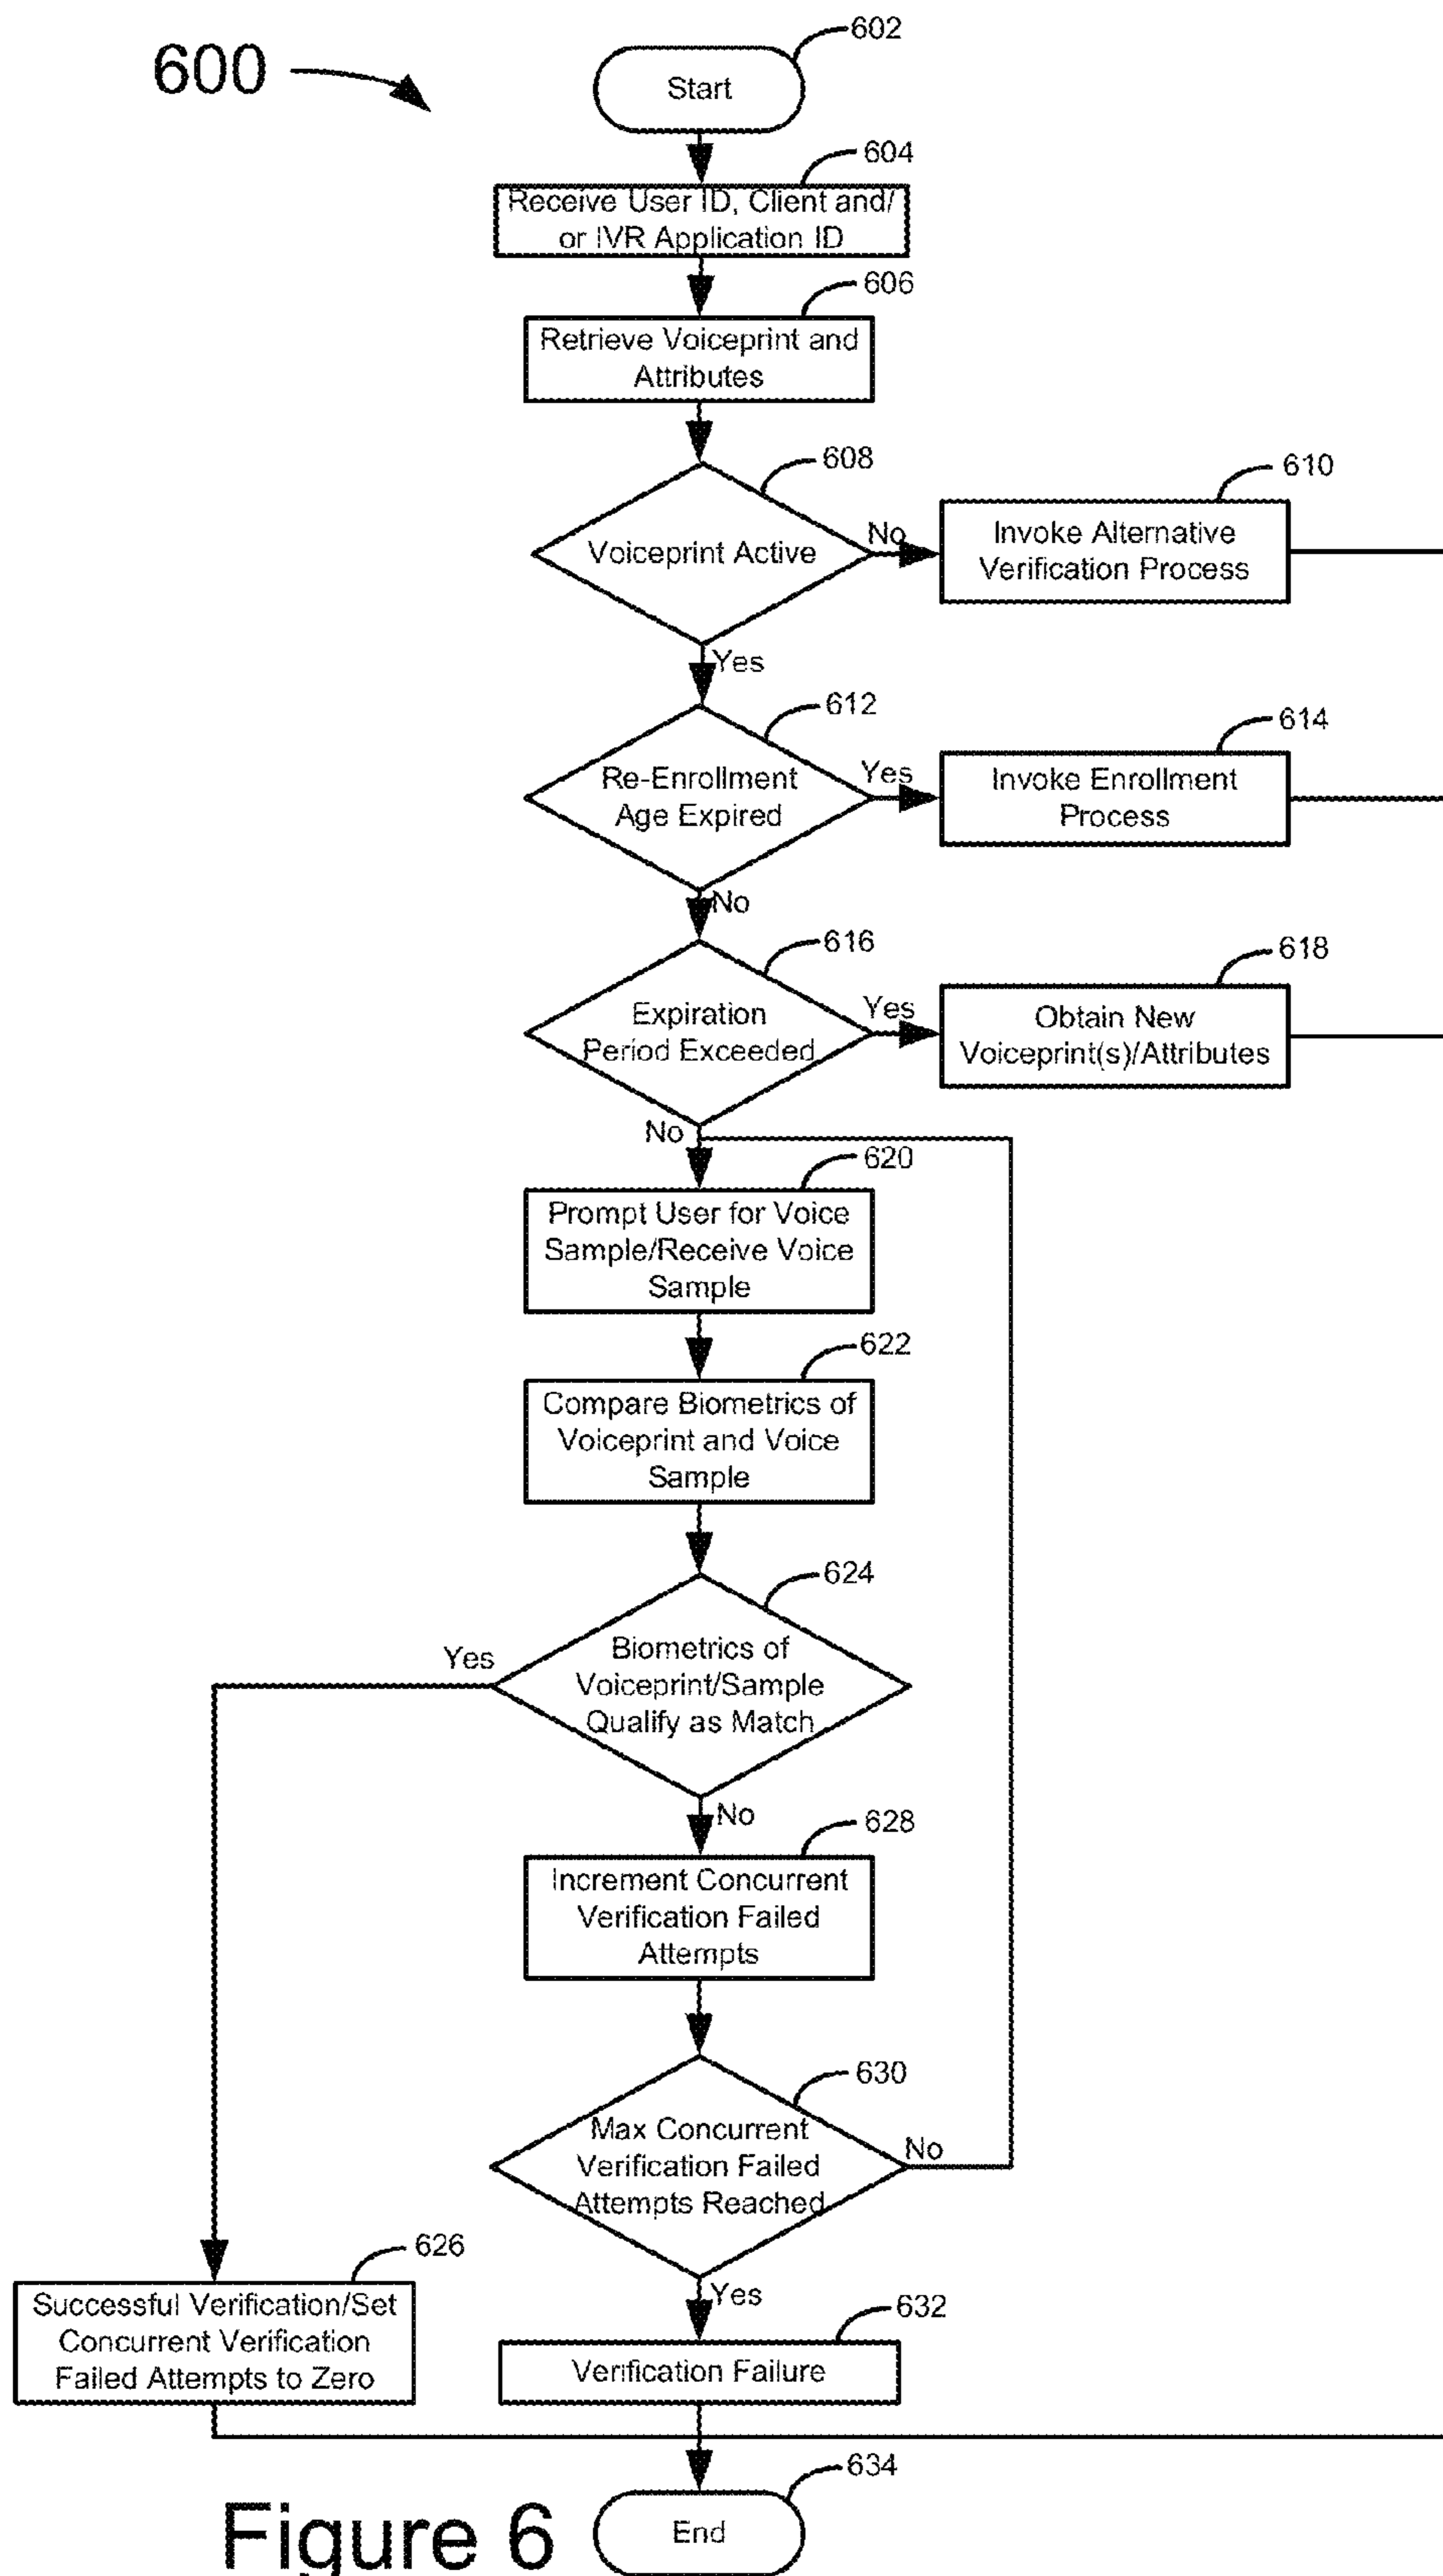 600
602
Start
604
Receive User ID, Client and/
or IVR Application ID
606
Retrieve Voiceprint and
Attributes
608
Voiceprint Active
No
610
Invoke Alternative
Verification Process
Yes
612
Re-Enrollment
Age Expired
Yes
614
Invoke Enrollment
Process
No
616
Expiration
Period Exceeded
Yes
618
Obtain New
Voiceprint(s)/Attributes
No
620
Prompt User for Voice
Sample/Receive Voice
Sample
622
Compare Biometrics of
Voiceprint and Voice
Sample
624
Biometrics of
Voiceprint/Sample
Qualify as Match
Yes
No
628
Increment Concurrent
Verification Failed
Attempts
630
Max Concurrent
Verification Failed
Attempts Reached
No
626
Successful Verification/Set
Concurrent Verification
Failed Attempts to Zero
Yes
632
Verification Failure
634
End
Figure 6